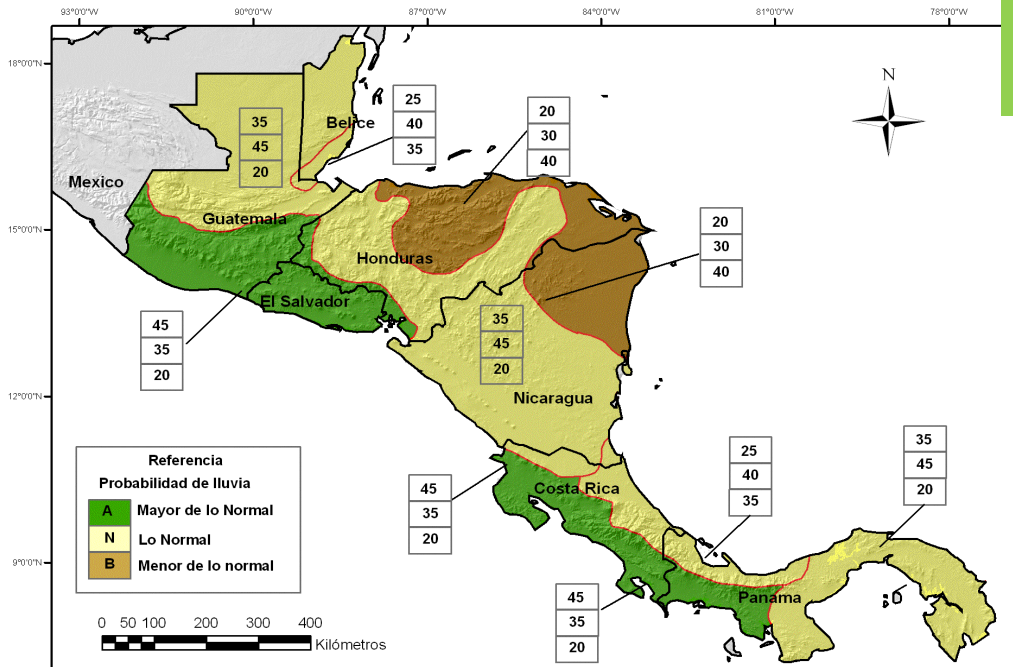 93°0'0"W
90°0'0"W
87°0'0"W
84°0'0"W
81°0'0"W
78°0'0"W
18°0'0"N
15°0'0"N
12°0'0"N
9°0'0"N
N
Mexico
Belice
Guatemala
Honduras
El Salvador
Nicaragua
Costa Rica
Panama
35
45
20
25
40
35
20
30
40
20
30
40
45
35
20
35
45
20
45
35
20
25
40
35
35
45
20
45
35
20
Referencia
Probabilidad de lluvia
A Mayor de lo Normal
N Lo Normal
B Menor de lo normal
0 50 100 200 300 400
Kilómetros